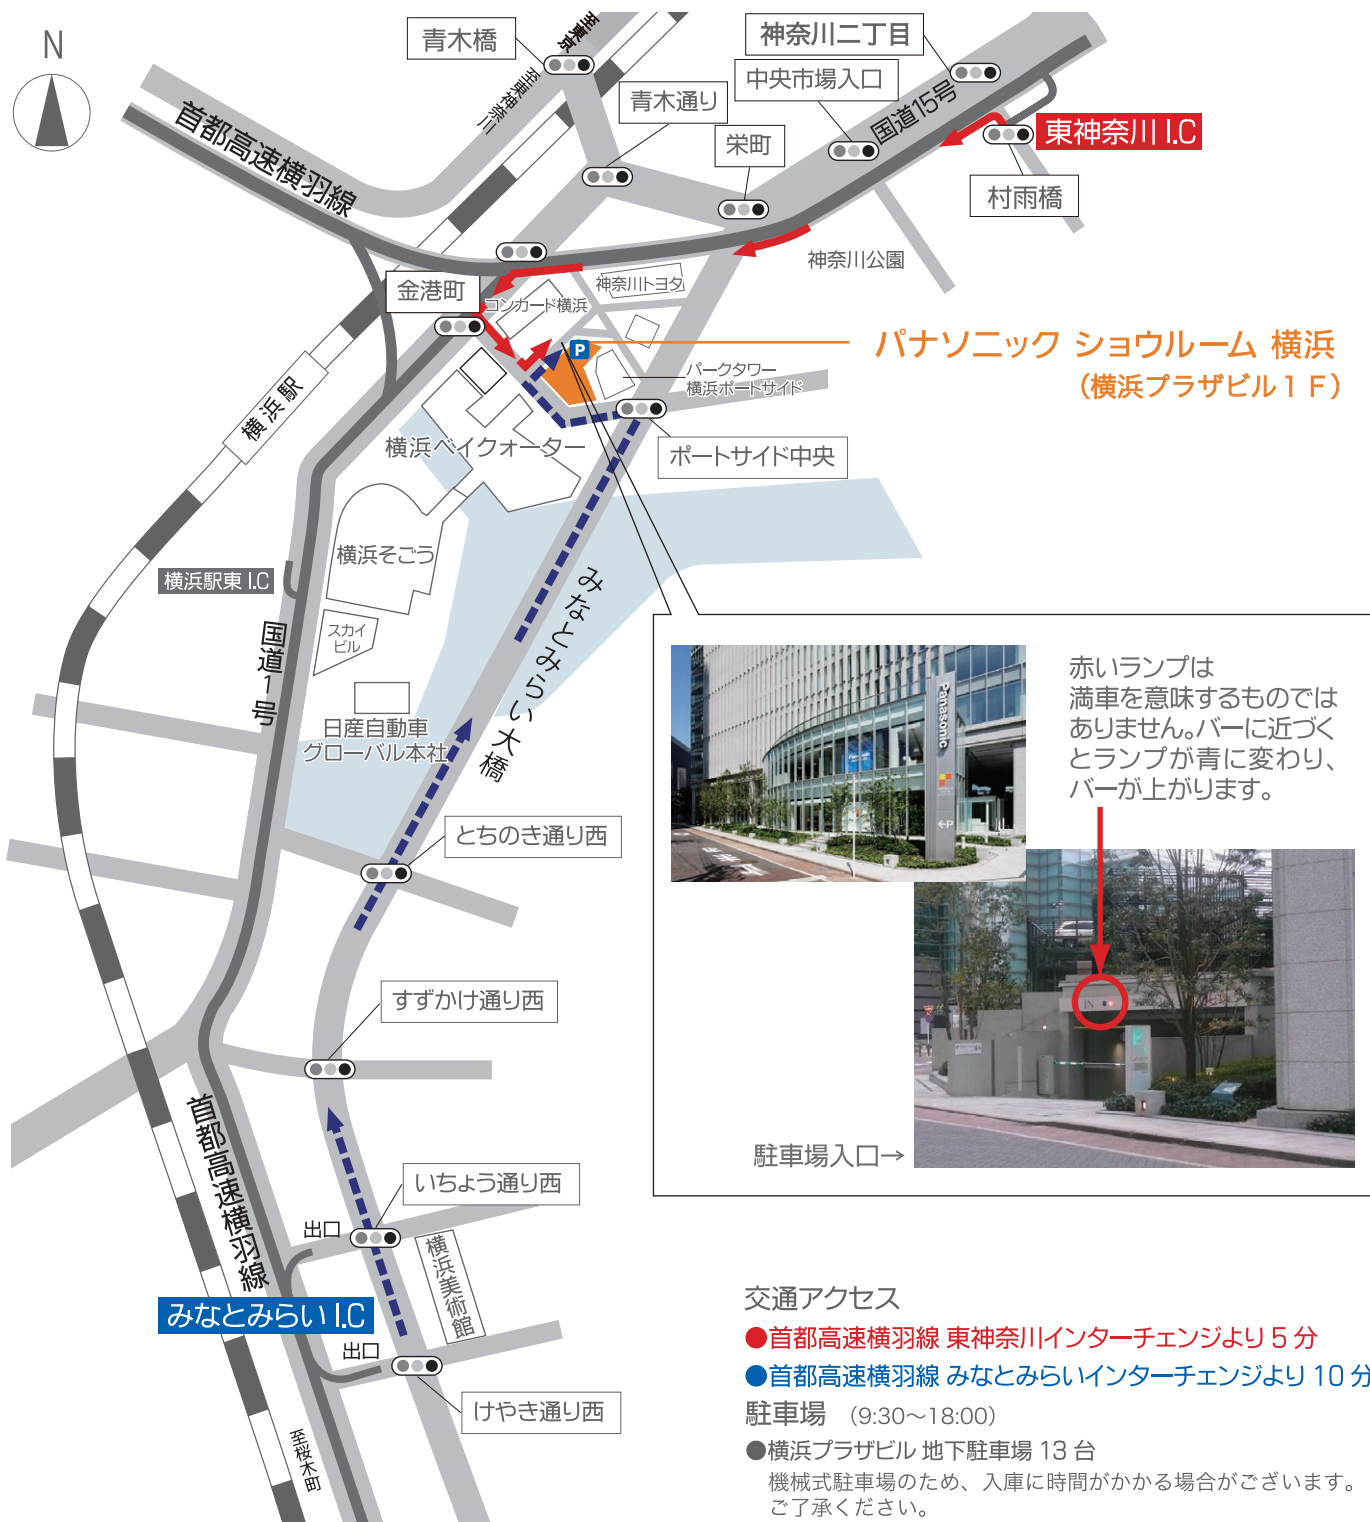 N
青木橋
至東京
至東神奈川
神奈川二丁目
中央市場入口
青木通り
栄町
国道15号
東神奈川 I.C
村雨橋
首都高速横羽線
神奈川公園
金港町
神奈川トヨタ
コンカード横浜
P
パナソニック ショウルーム 横浜
（横浜プラザビル１Ｆ）
パークタワー
横浜ポートサイド
横浜駅
横浜ベイクォーター
ポートサイド中央
横浜そごう
横浜駅東 I.C
スカイ
ビル
国道1号
みなとみらい大橋
日産自動車
グローバル本社
Panasonic
←P
赤いランプは
満車を意味するものでは
ありません。バーに近づく
とランプが青に変わり、
バーが上がります。
とちのき通り西
IN
すずかけ通り西
首都高速横羽線
駐車場入口→
いちょう通り西
出口
横浜美術館
みなとみらい I.C
出口
けやき通り西
至桜木町
交通アクセス
●首都高速横羽線 東神奈川インターチェンジより 5 分
●首都高速横羽線 みなとみらいインターチェンジより 10 分
駐車場 （9:30～18:00）
●横浜プラザビル 地下駐車場 13 台
機械式駐車場のため、入庫に時間がかかる場合がございます。
ご了承ください。